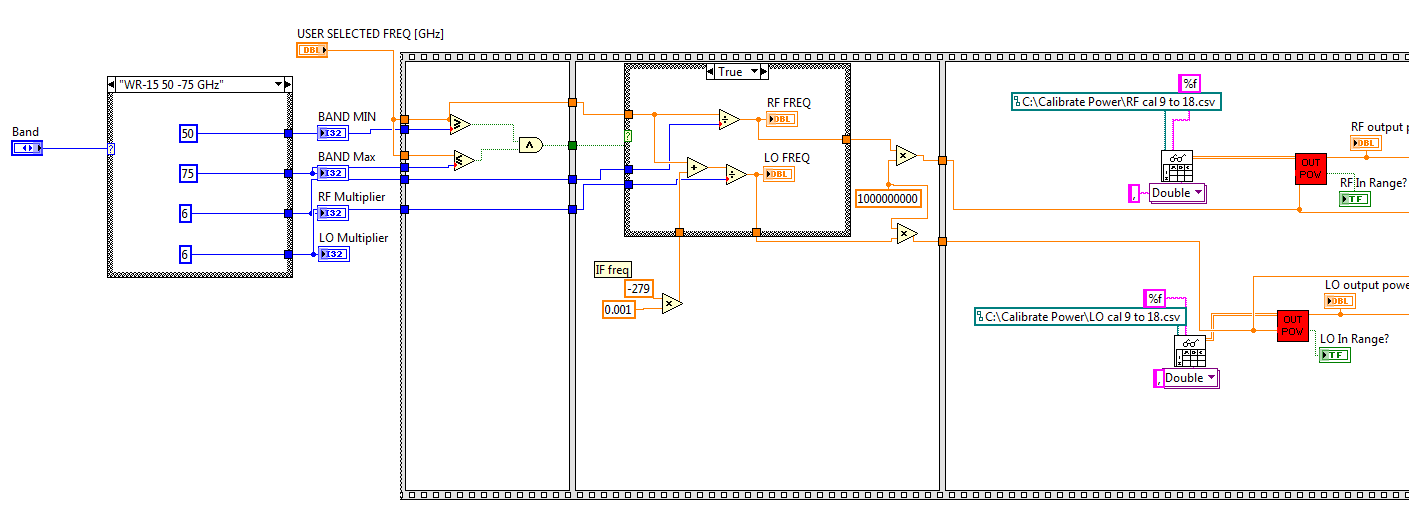 USER SELECTED FREQ [GHz]
DBL
"WR-15 50 -75 GHz"
True
%f
C:\Calibrate Power\RF cal 9 to 18.csv
Band
50
BAND MIN
I32
RF FREQ
DBL
RF output p
DBL
75
BAND Max
I32
LO FREQ
DBL
OUT
POV
Double
RF In Range?
TF
6
RF Multiplier
I32
1000000000
6
LO Multiplier
I32
IF freq
-279
0.001
%f
C:\Calibrate Power\LO cal 9 to 18.csv
LO output powe
DBL
OUT
POV
LO In Range?
TF
Double